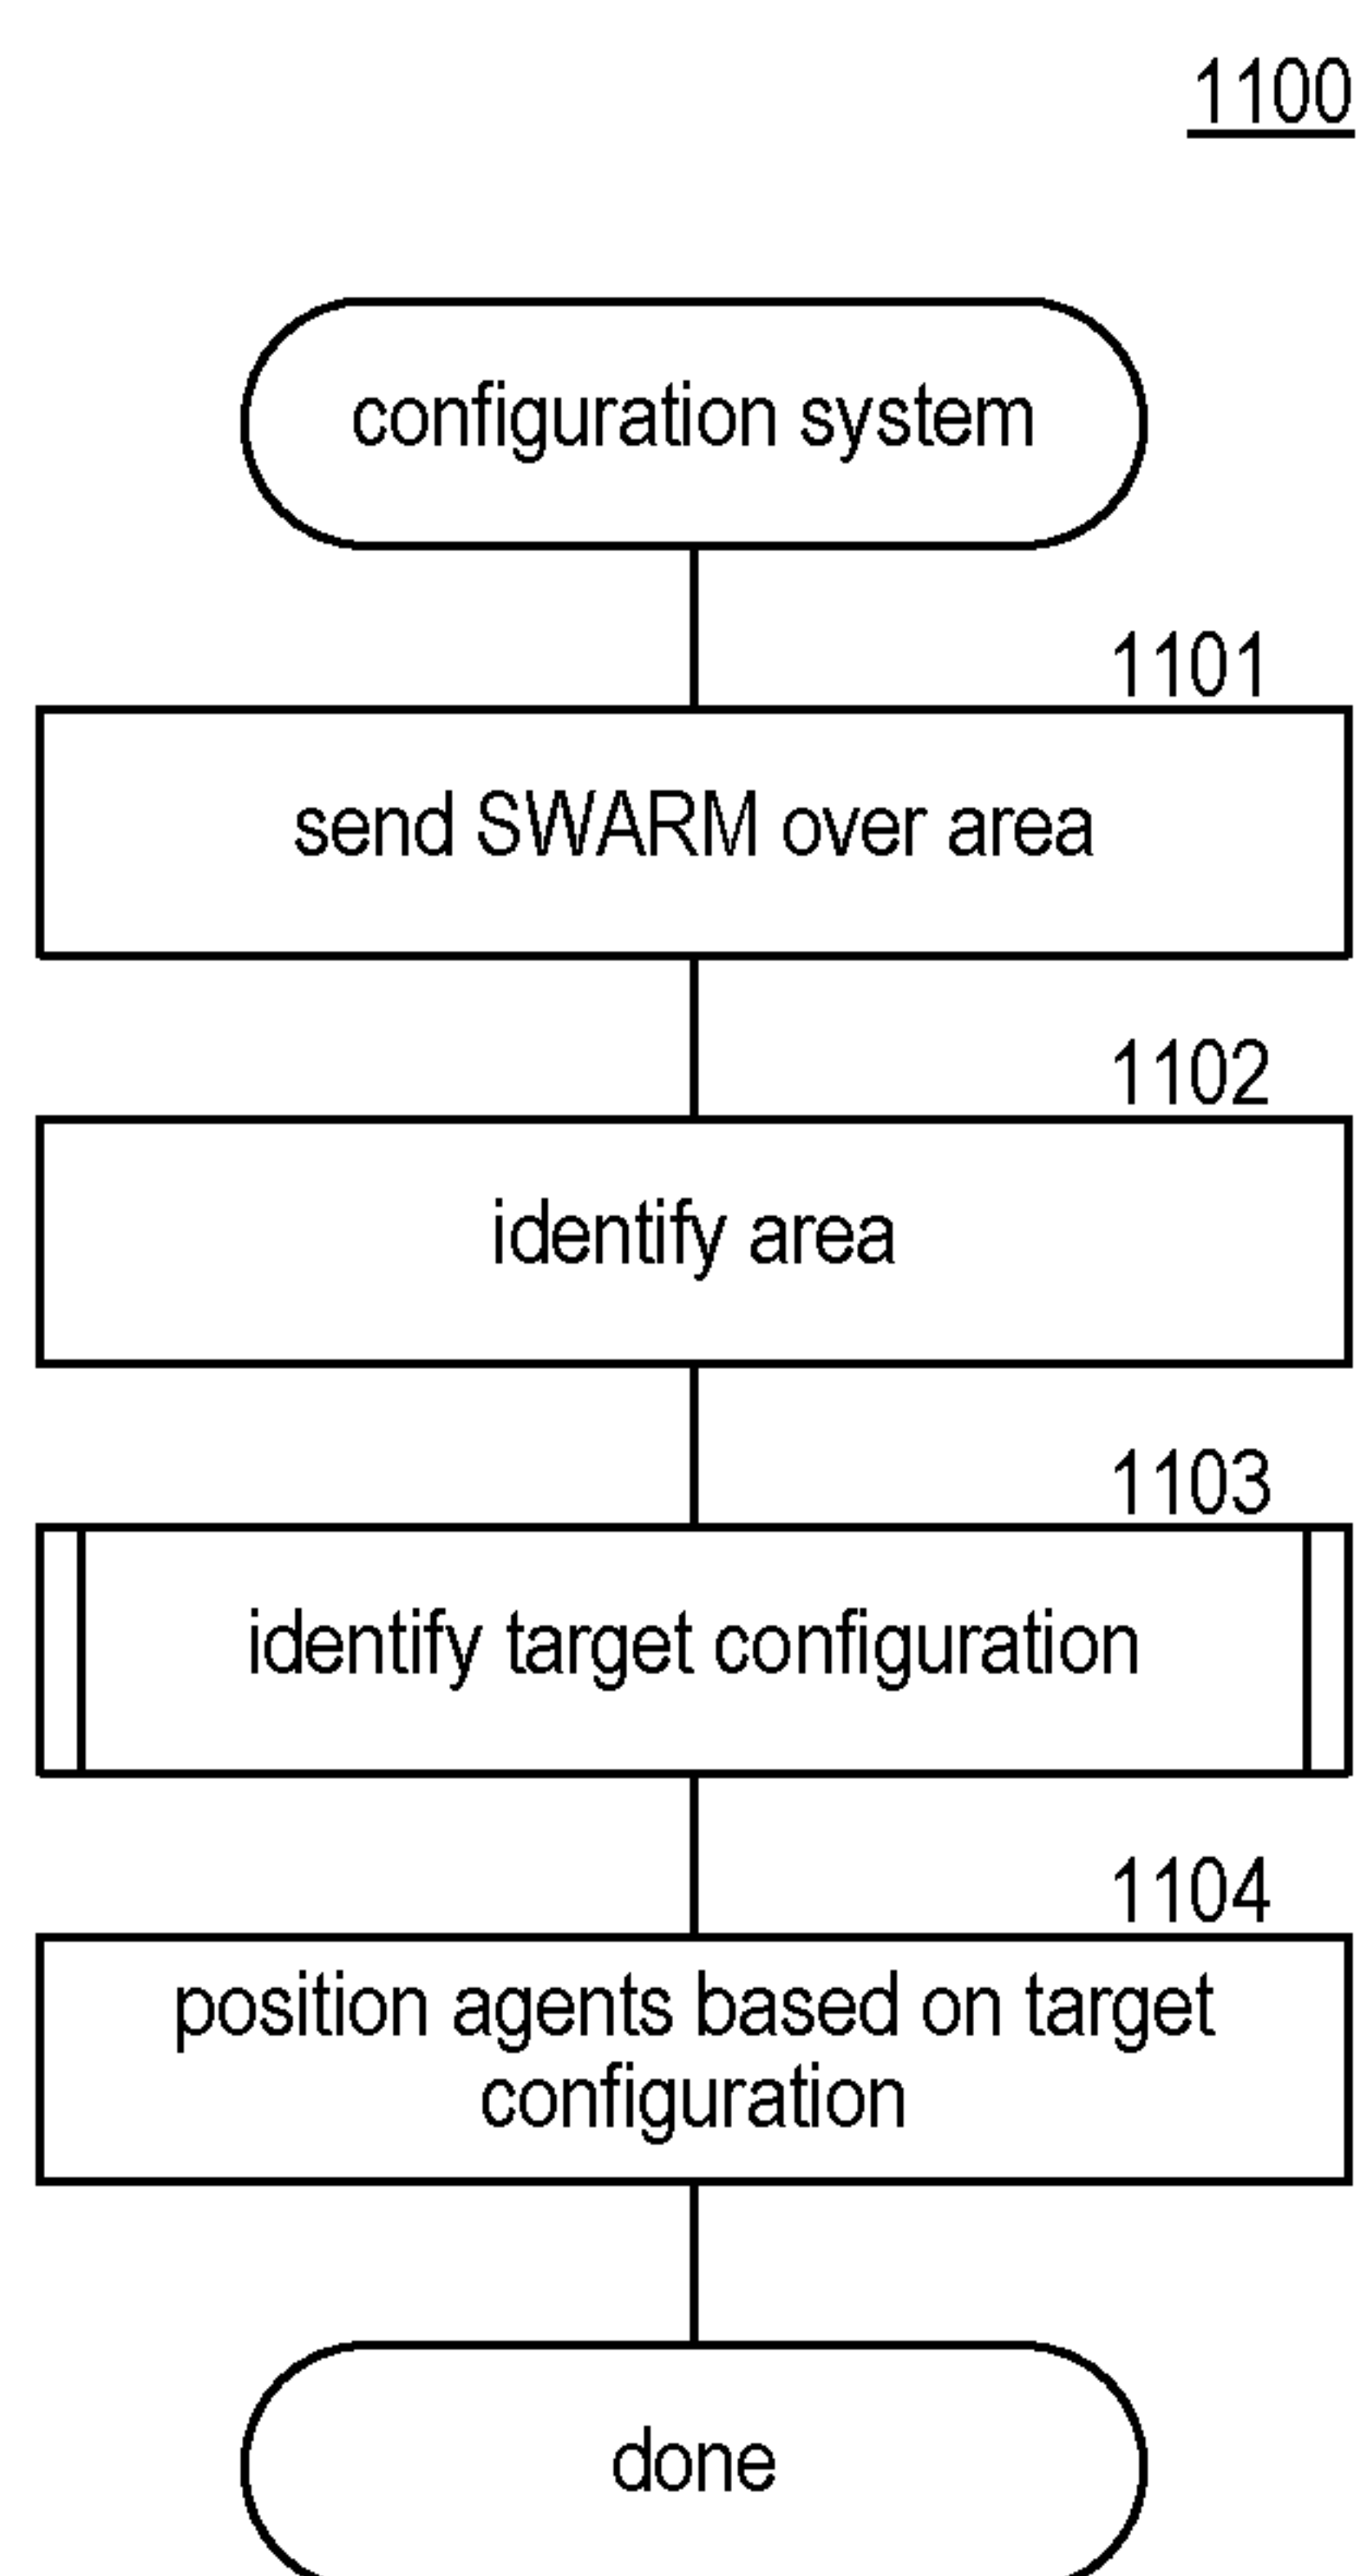 1100
configuration system
1101
send SWARM over area
1102
identify area
1103
identify target configuration
1104
position agents based on target
configuration
done